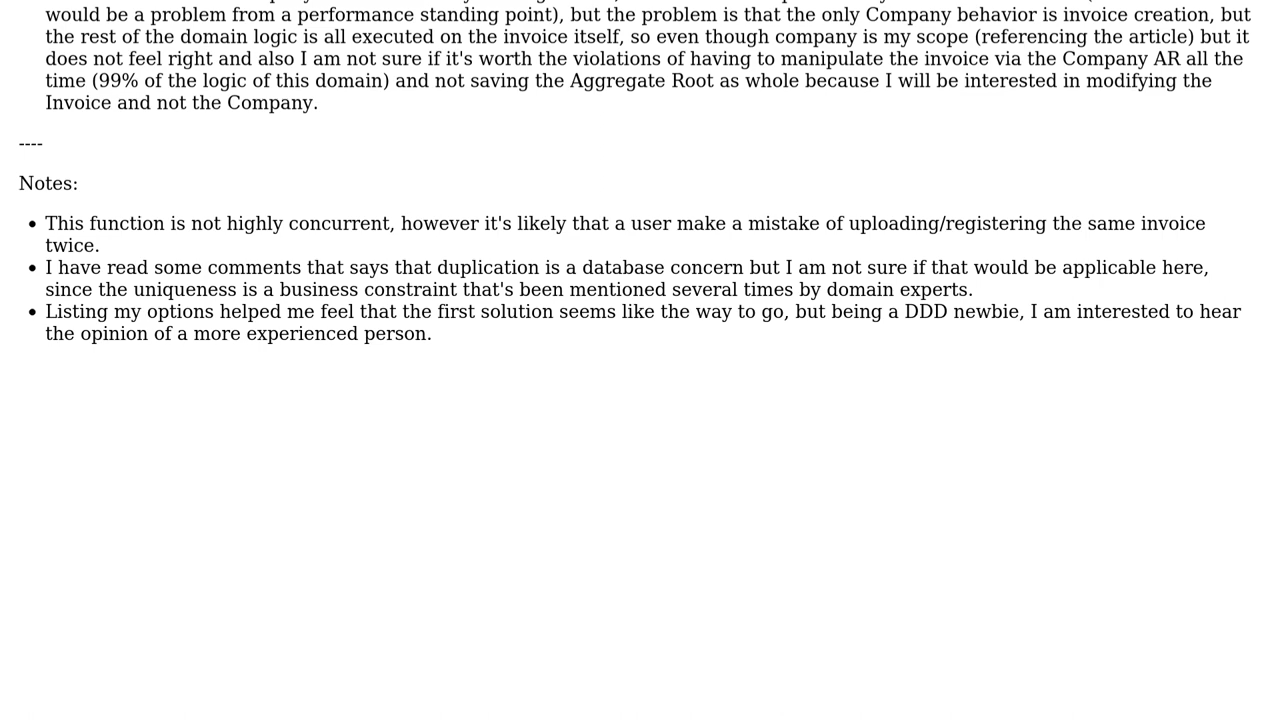 would be a problem from a performance standing point), but the problem is that the only Company behavior is invoice creation, but
the rest of the domain logic is all executed on the invoice itself, so even though company is my scope (referencing the article) but it
does not feel right and also I am not sure if it's worth the violations of having to manipulate the invoice via the Company AR all the
time (99% of the logic of this domain) and not saving the Aggregate Root as whole because I will be interested in modifying the
Invoice and not the Company.
----
Notes:
• This function is not highly concurrent, however it's likely that a user make a mistake of uploading/registering the same invoice
twice.
• I have read some comments that says that duplication is a database concern but I am not sure if that would be applicable here,
since the uniqueness is a business constraint that's been mentioned several times by domain experts.
• Listing my options helped me feel that the first solution seems like the way to go, but being a DDD newbie, I am interested to hear
the opinion of a more experienced person.